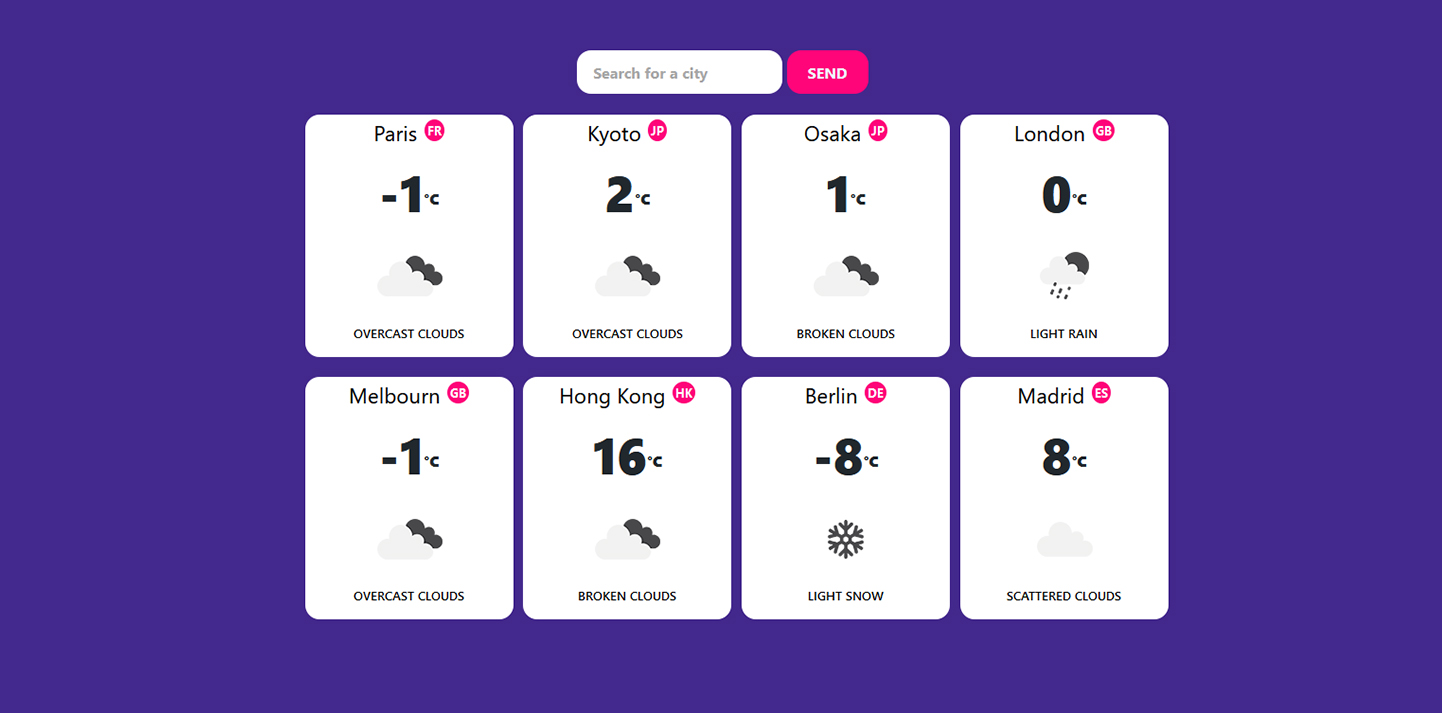 Search for a city SEND
Paris FR
-1°C
OVERCAST CLOUDS
Kyoto JP
2°C
OVERCAST CLOUDS
Osaka JP
1°C
BROKEN CLOUDS
London GB
0°C
LIGHT RAIN
Melbourn GB
-1°C
OVERCAST CLOUDS
Hong Kong HK
16°C
BROKEN CLOUDS
Berlin DE
-8°C
LIGHT SNOW
Madrid ES
8°C
SCATTERED CLOUDS